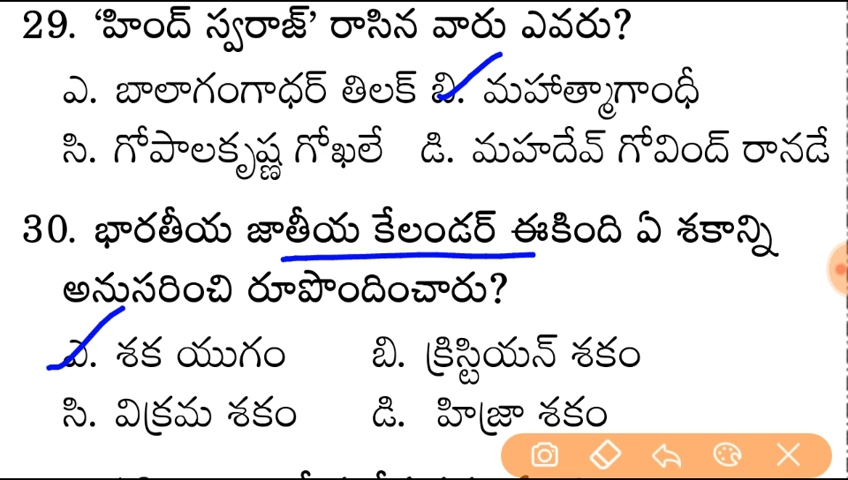 29. ‘హింద్ స్వరాజ్’ రాసిన వారు ఎవరు?
ఎ. బాలాగంగాధర్ తిలక్ బి. మహాత్మాగాంధీ
సి. గోపాలకృష్ణ గోఖలే డి. మహదేవ్ గోవింద్ రానడే
30. భారతీయ జాతీయ కేలండర్ ఈకింది ఏ శకాన్ని
అనుసరించి రూపొందించారు?
ఎ. శక యుగం బి. క్రిస్టియన్ శకం
సి. విక్రమ శకం డి. హిజ్రా శకం